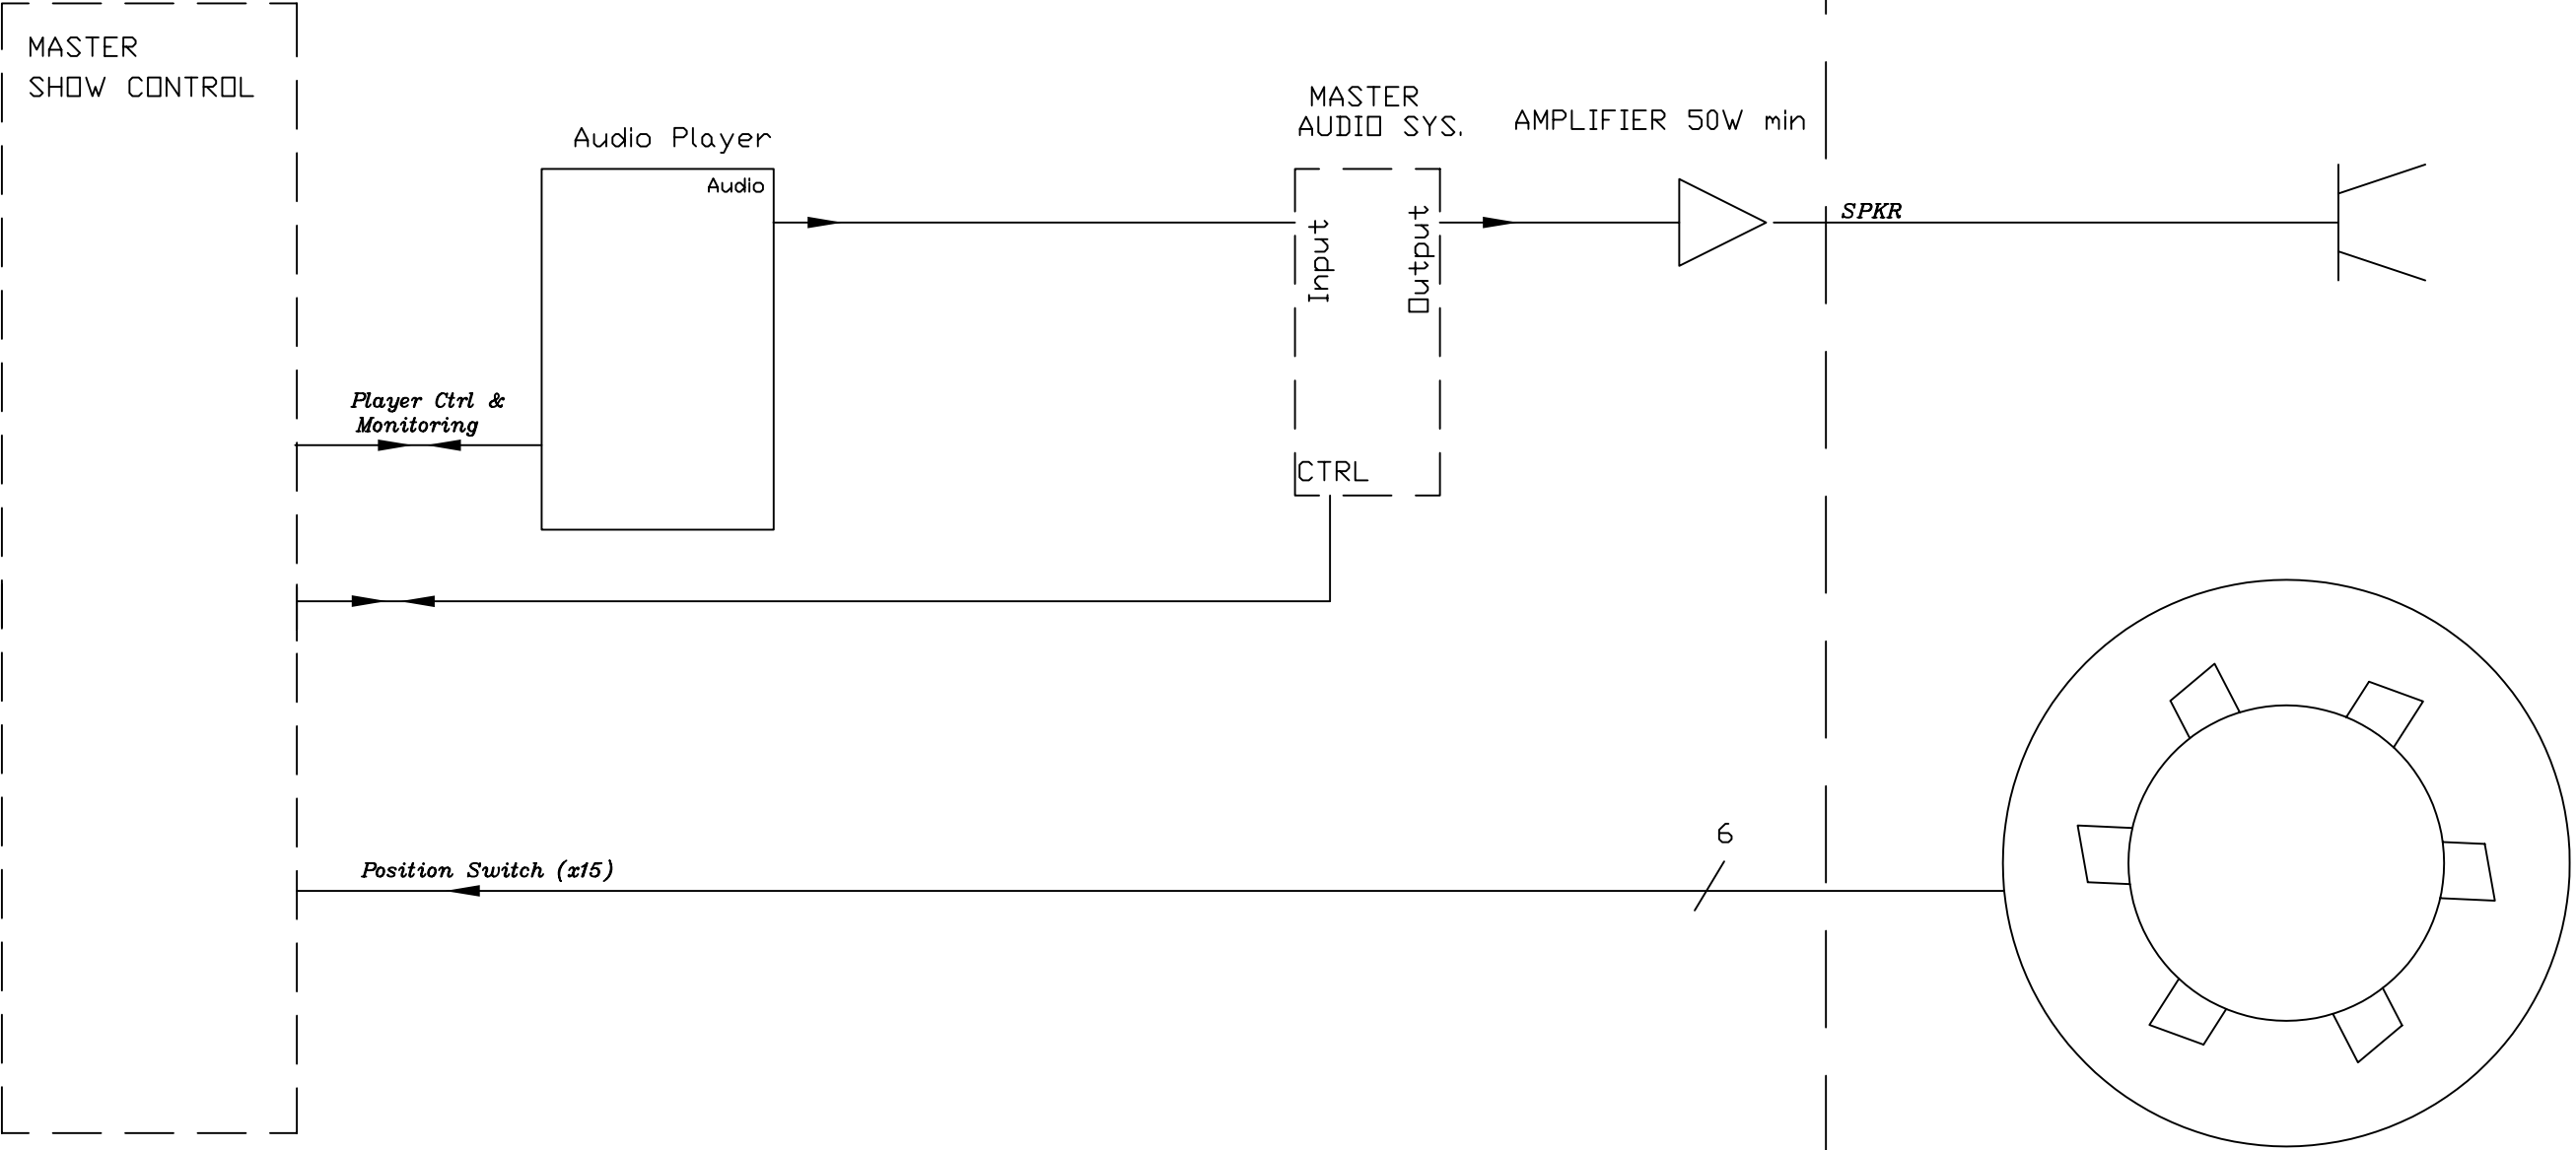 MASTER
SHOW CONTROL
Audio Player
Audio
MASTER
AUDIO SYS.
AMPLIFIER 50W min
SPKR
Input
Output
Player Ctrl &
Monitoring
CTRL
6
Position Switch (x15)